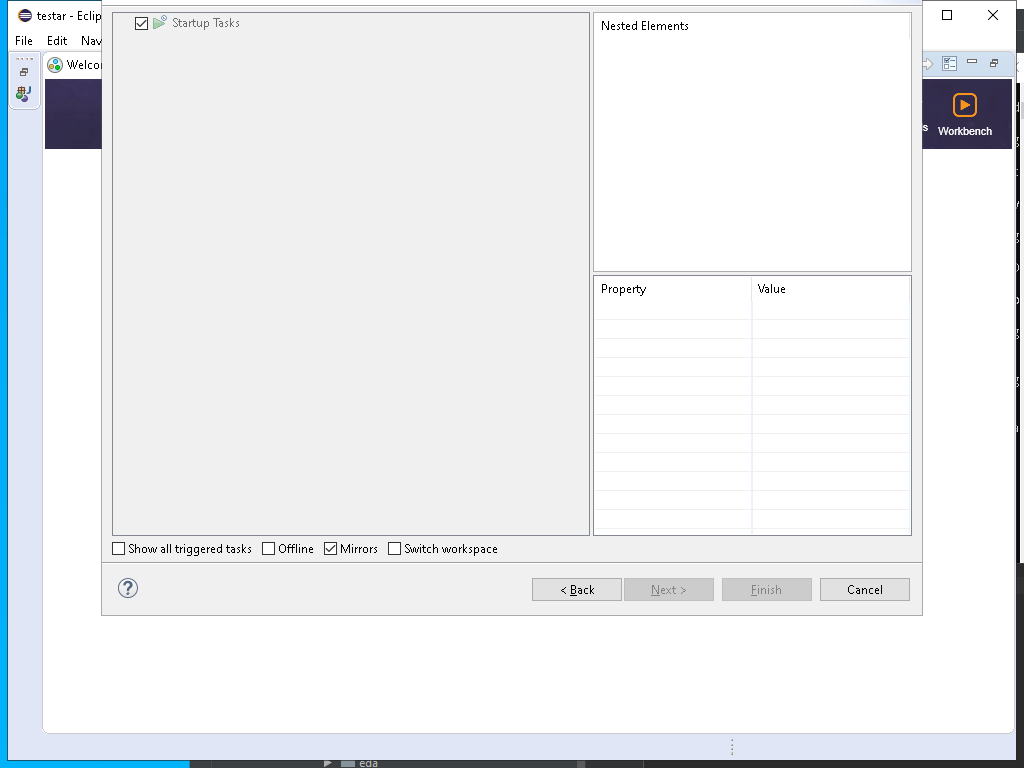 testar - Eclip
File Edit Nav
Welco
Startup Tasks
Nested Elements
s Workbench
Property Value
Show all triggered tasks Offline Mirrors Switch workspace
< Back Next > Finish Cancel
eda